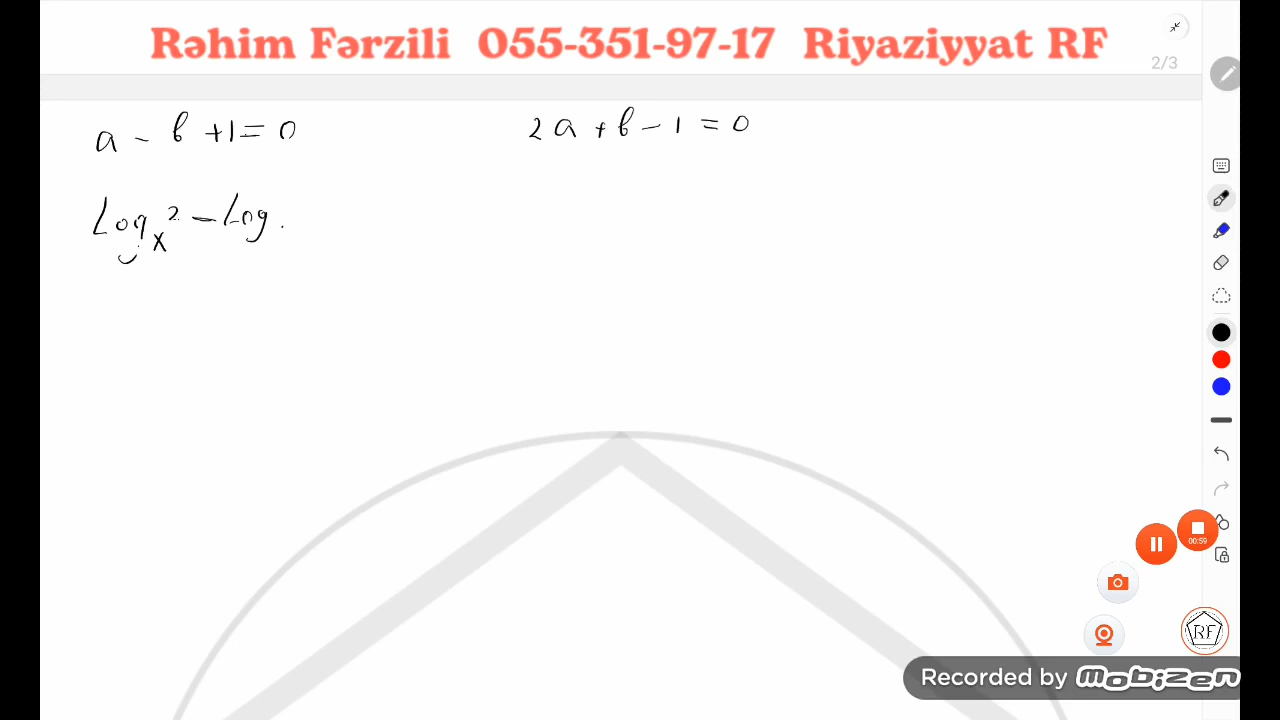 Rəhim Fərzili 055-351-97-17 Riyaziyyat RF
2/3
a - b + 1 = 0
2a + b - 1 = 0
Log x 2 - Log
00:59
RF
Recorded by MOBIZEN